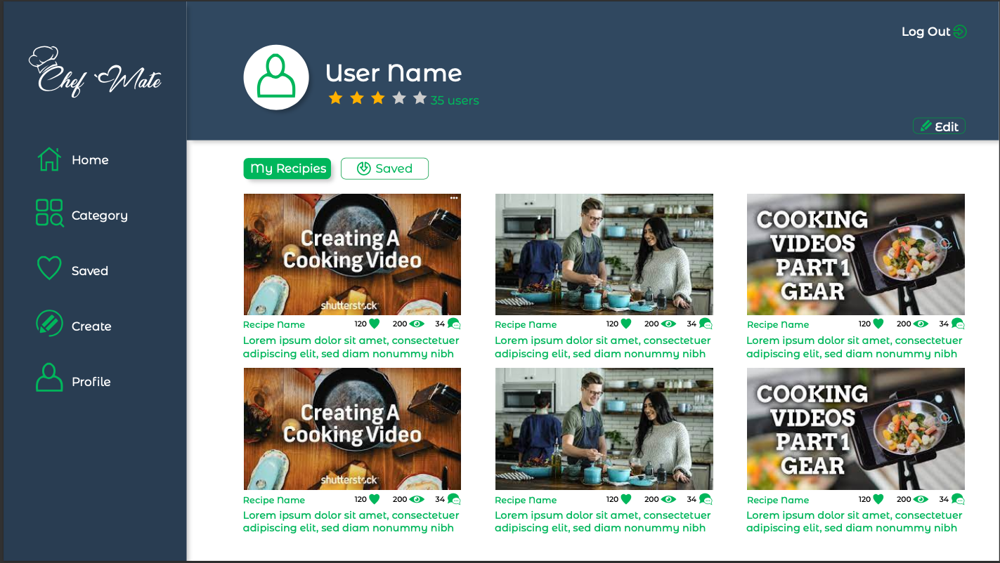 Chef Mate
Home
Category
Saved
Create
Profile
Log Out
User Name
35 users
Edit
My Recipies
Saved
Creating A
Cooking Video
shutterstock
COOKING
VIDEOS
PART 1
GEAR
Recipe Name 120 200 34
Lorem ipsum dolor sit amet, consectetuer
adipiscing elit, sed diam nonummy nibh
Recipe Name 120 200 34
Lorem ipsum dolor sit amet, consectetuer
adipiscing elit, sed diam nonummy nibh
Recipe Name 120 200 34
Lorem ipsum dolor sit amet, consectetuer
adipiscing elit, sed diam nonummy nibh
Creating A
Cooking Video
shutterstock
COOKING
VIDEOS
PART 1
GEAR
Recipe Name 120 200 34
Lorem ipsum dolor sit amet, consectetuer
adipiscing elit, sed diam nonummy nibh
Recipe Name 120 200 34
Lorem ipsum dolor sit amet, consectetuer
adipiscing elit, sed diam nonummy nibh
Recipe Name 120 200 34
Lorem ipsum dolor sit amet, consectetuer
adipiscing elit, sed diam nonummy nibh